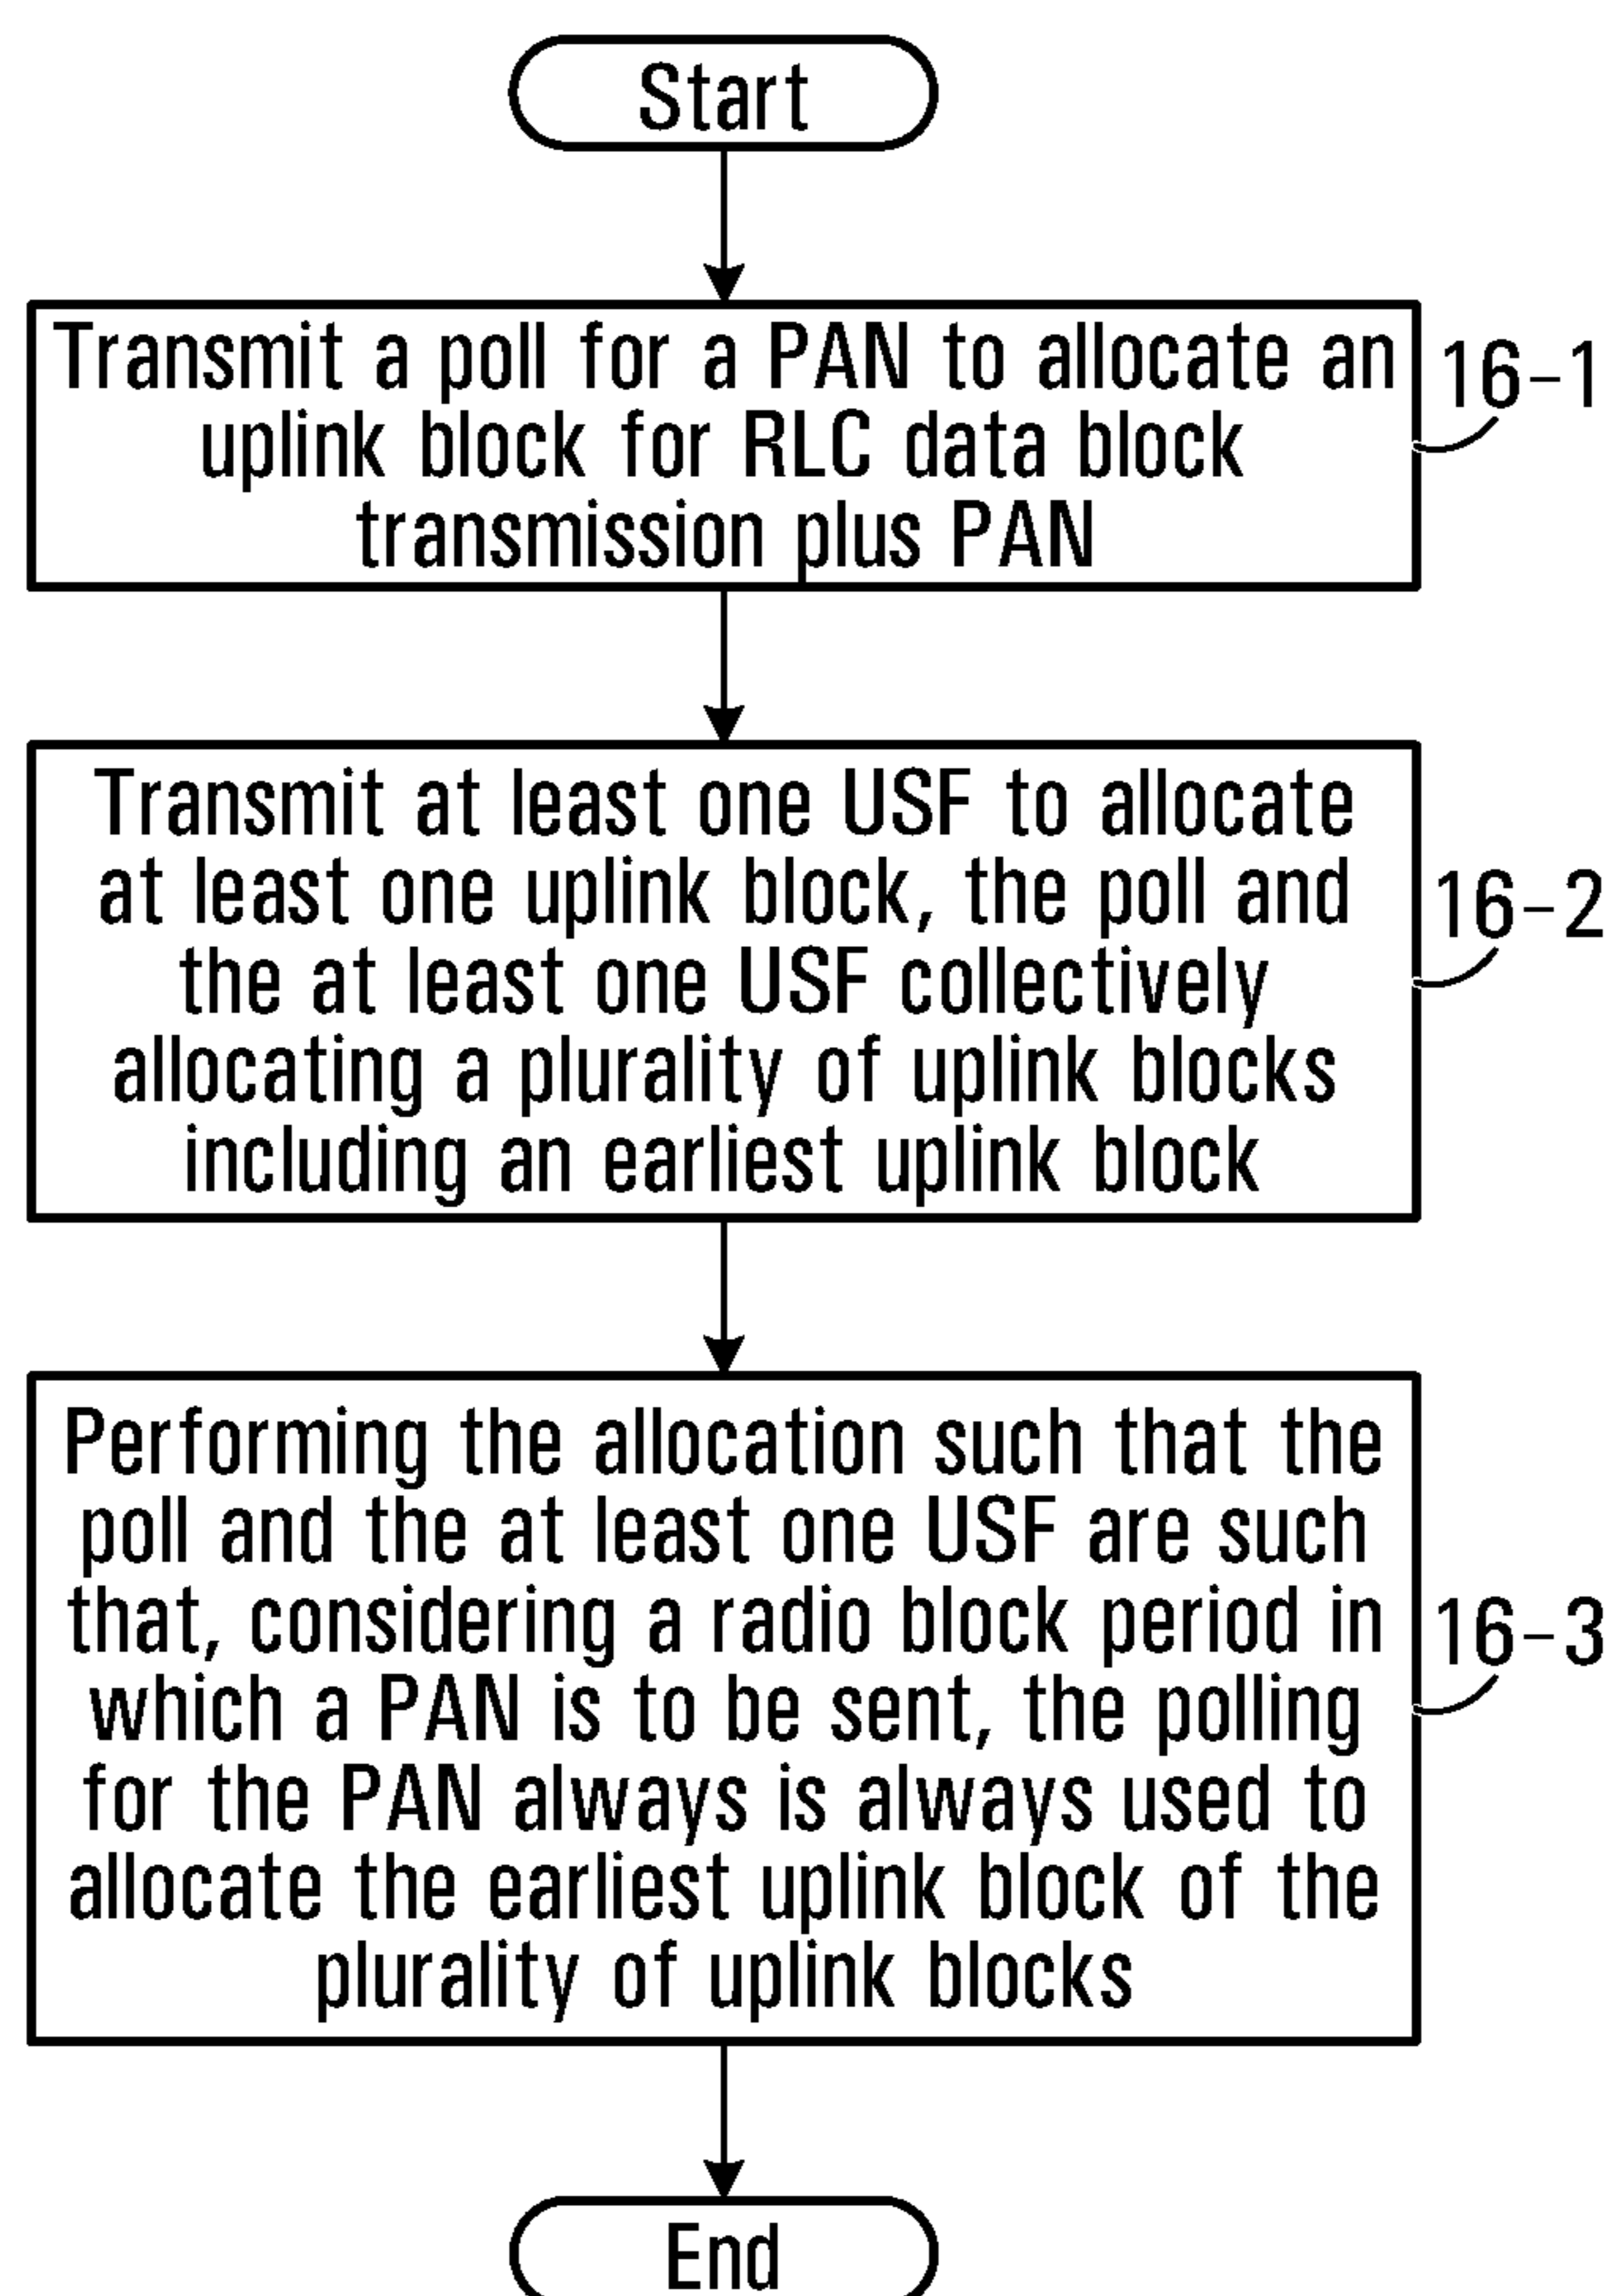 Start
Transmit a poll for a PAN to allocate an
uplink block for RLC data block
transmission plus PAN
16-1
Transmit at least one USF to allocate
at least one uplink block, the poll and
the at least one USF collectively
allocating a plurality of uplink blocks
including an earliest uplink block
16-2
Performing the allocation such that the
poll and the at least one USF are such
that, considering a radio block period in
which a PAN is to be sent, the polling
for the PAN always is always used to
allocate the earliest uplink block of the
plurality of uplink blocks
16-3
End